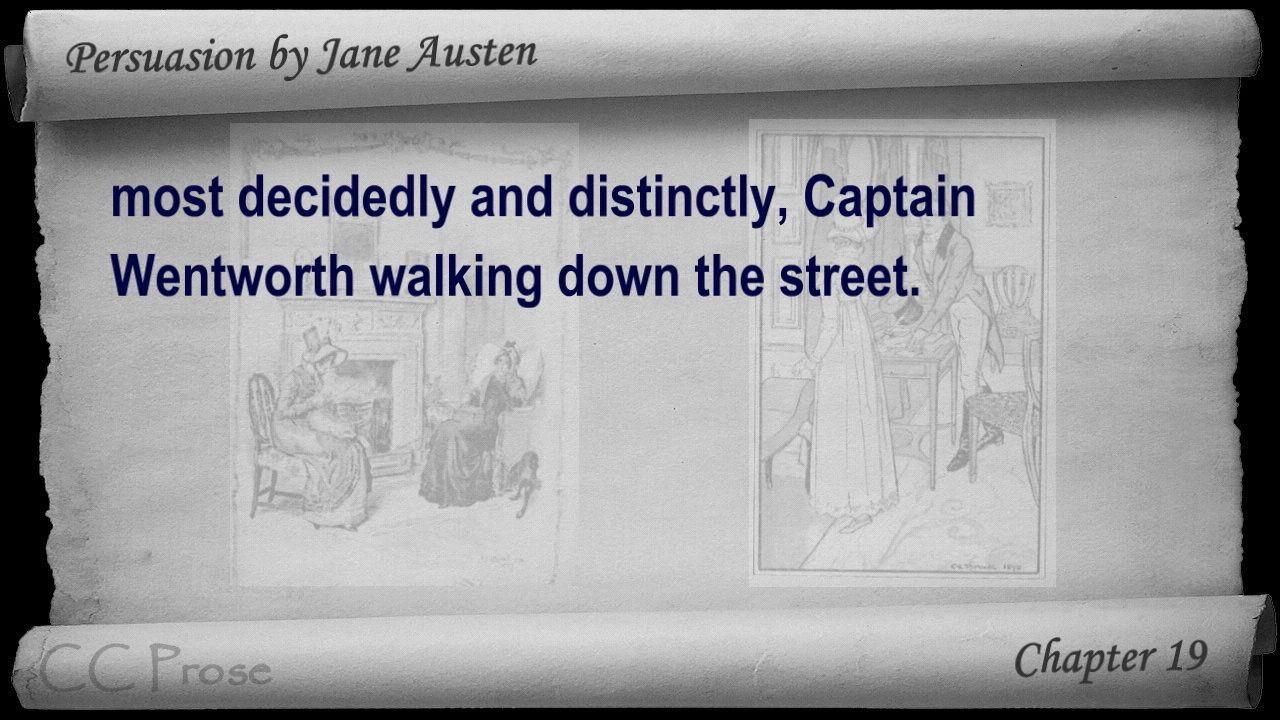 Persuasion by Jane Austen
most decidedly and distinctly, Captain
Wentworth walking down the street.
CC Prose
Chapter 19